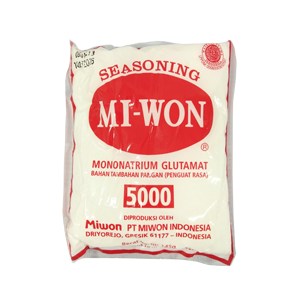 SEASONING
MI-WON
®
MONONATRIUM GLUTAMAT
BAHAN TAMBAHAN PANGAN (PENGUAT RASA)
5000
DIPRODUKSI OLEH
Miwon PT MIWON INDONESIA
DRIYOREJO, GRESIK 61177 - INDONESIA